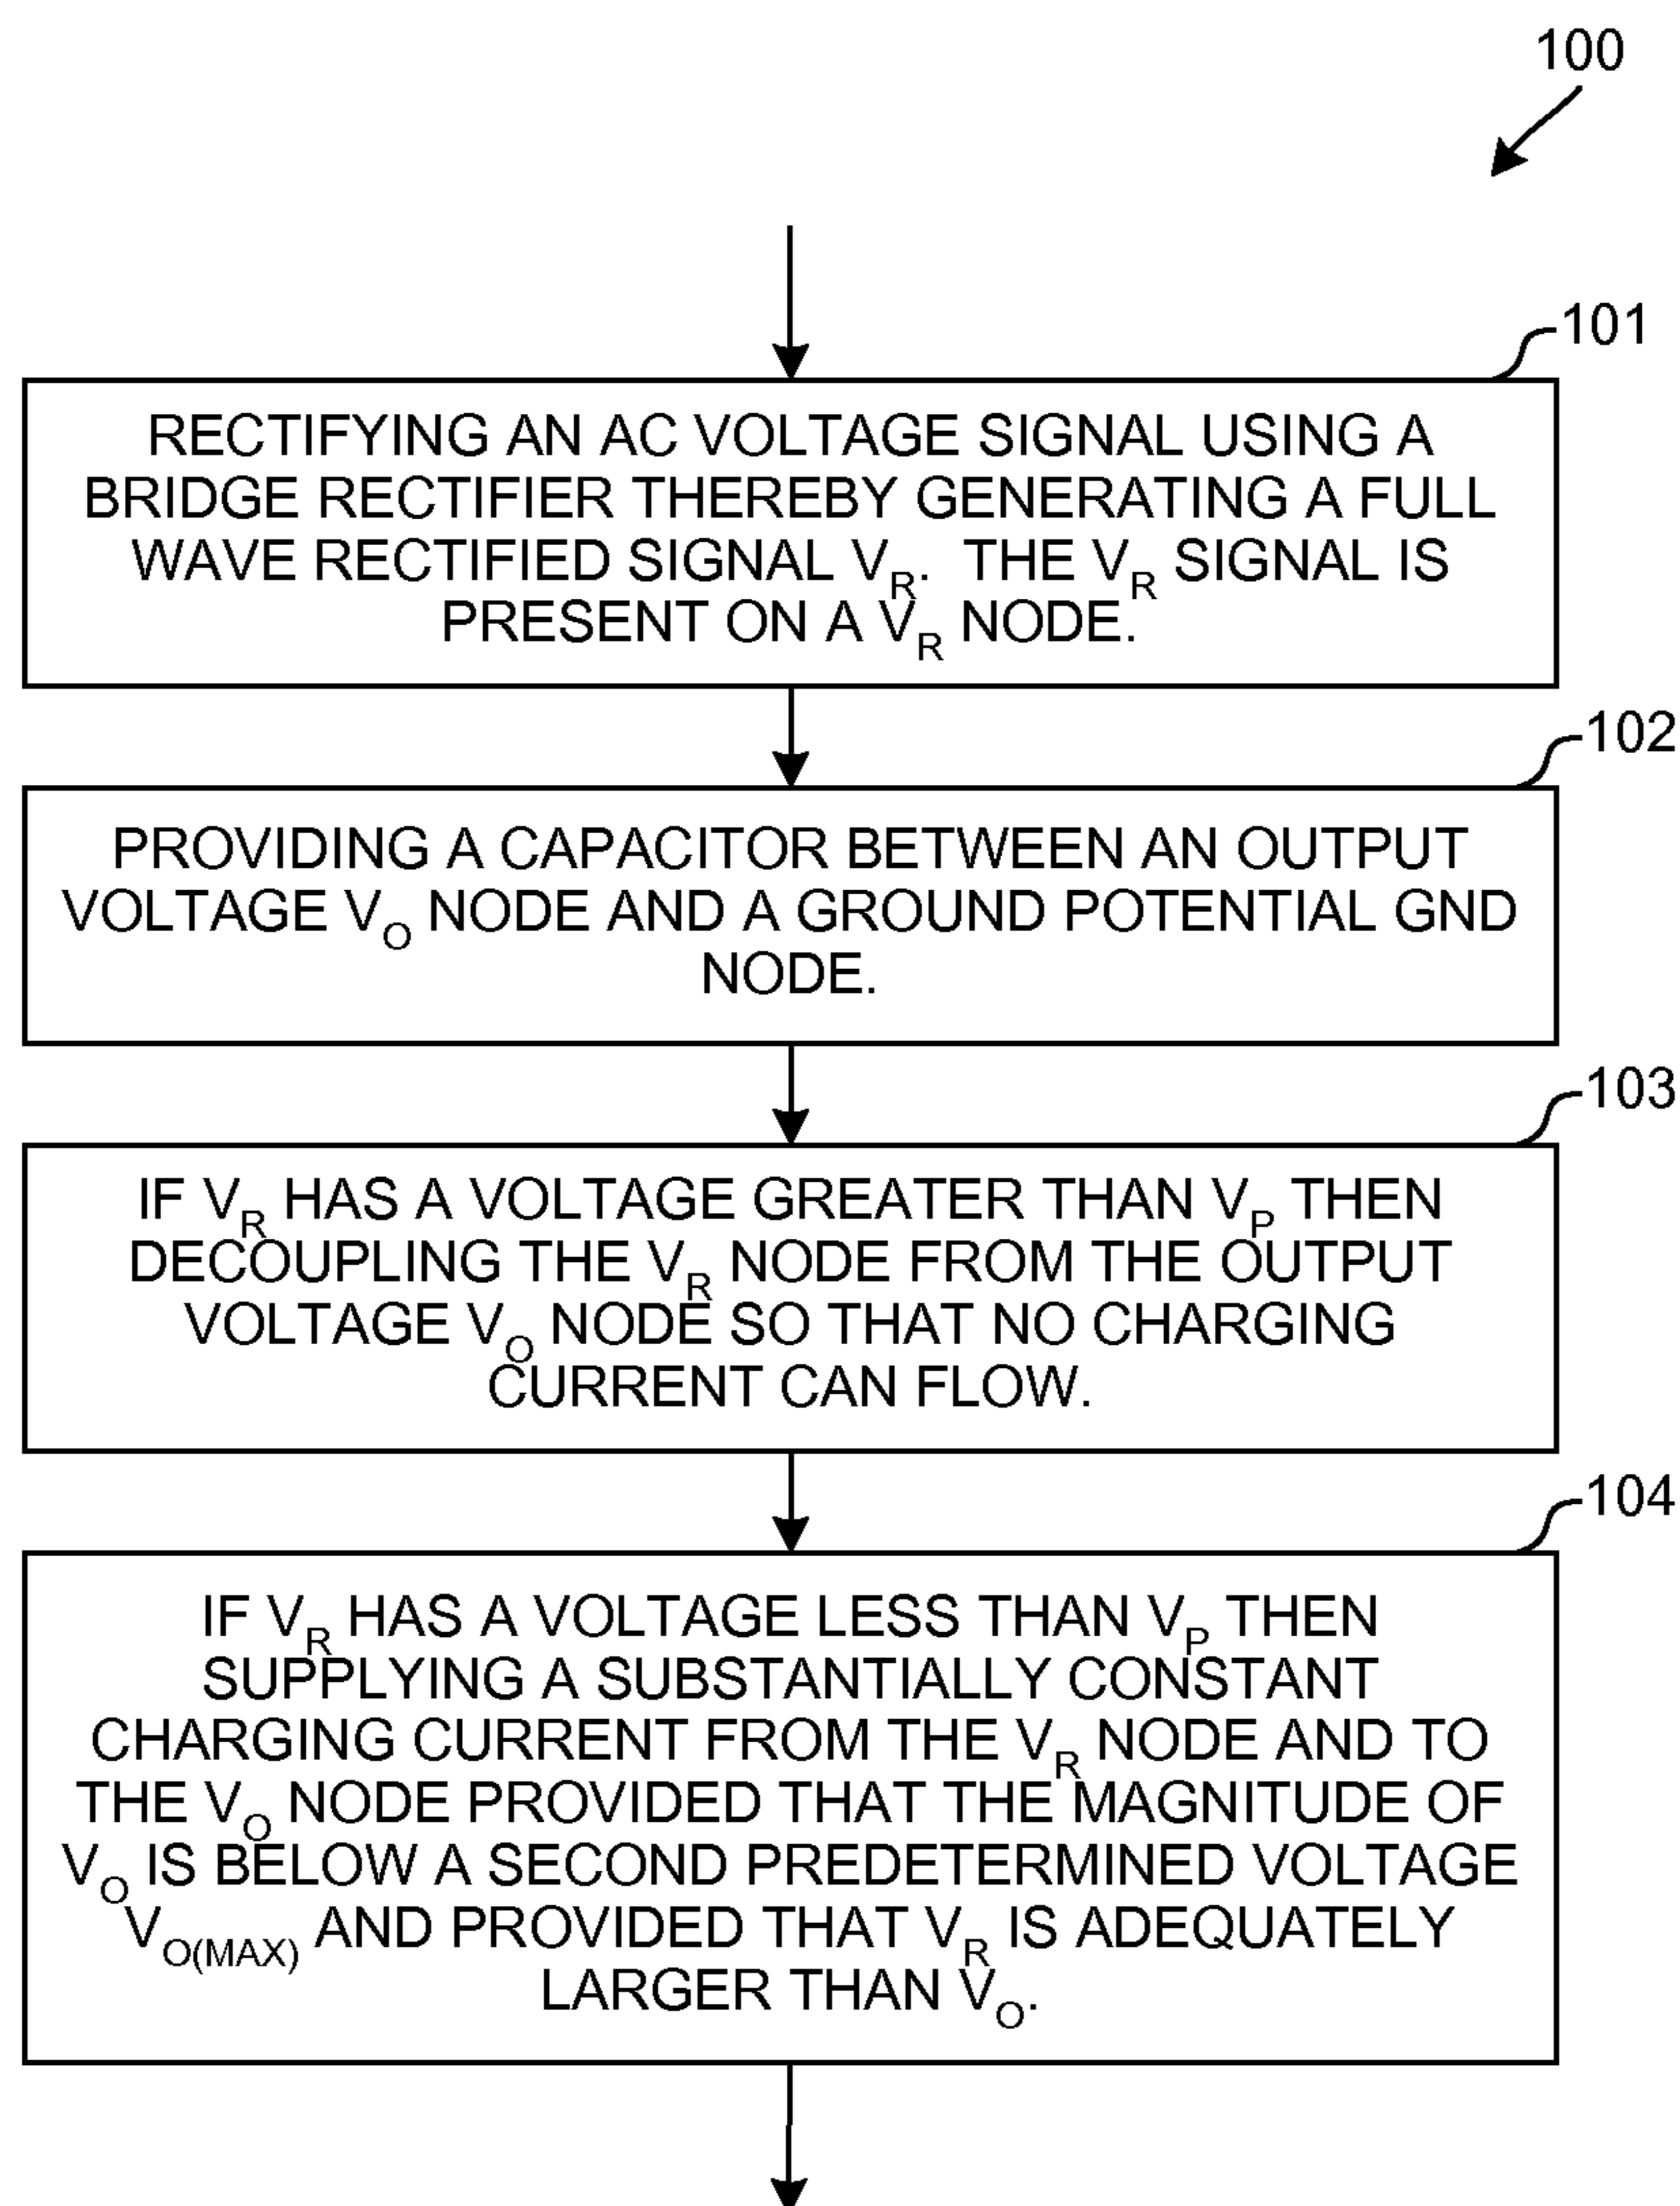 100
101
RECTIFYING AN AC VOLTAGE SIGNAL USING A
BRIDGE RECTIFIER THEREBY GENERATING A FULL
WAVE RECTIFIED SIGNAL VR. THE VR SIGNAL IS
PRESENT ON A VR NODE.
102
PROVIDING A CAPACITOR BETWEEN AN OUTPUT
VOLTAGE VO NODE AND A GROUND POTENTIAL GND
NODE.
103
IF VR HAS A VOLTAGE GREATER THAN VP THEN
DECOUPLING THE VR NODE FROM THE OUTPUT
VOLTAGE VO NODE SO THAT NO CHARGING
CURRENT CAN FLOW.
104
IF VR HAS A VOLTAGE LESS THAN VP THEN
SUPPLYING A SUBSTANTIALLY CONSTANT
CHARGING CURRENT FROM THE VR NODE AND TO
THE VO NODE PROVIDED THAT THE MAGNITUDE OF
VO IS BELOW A SECOND PREDETERMINED VOLTAGE
VO(MAX) AND PROVIDED THAT VR IS ADEQUATELY
LARGER THAN VO.